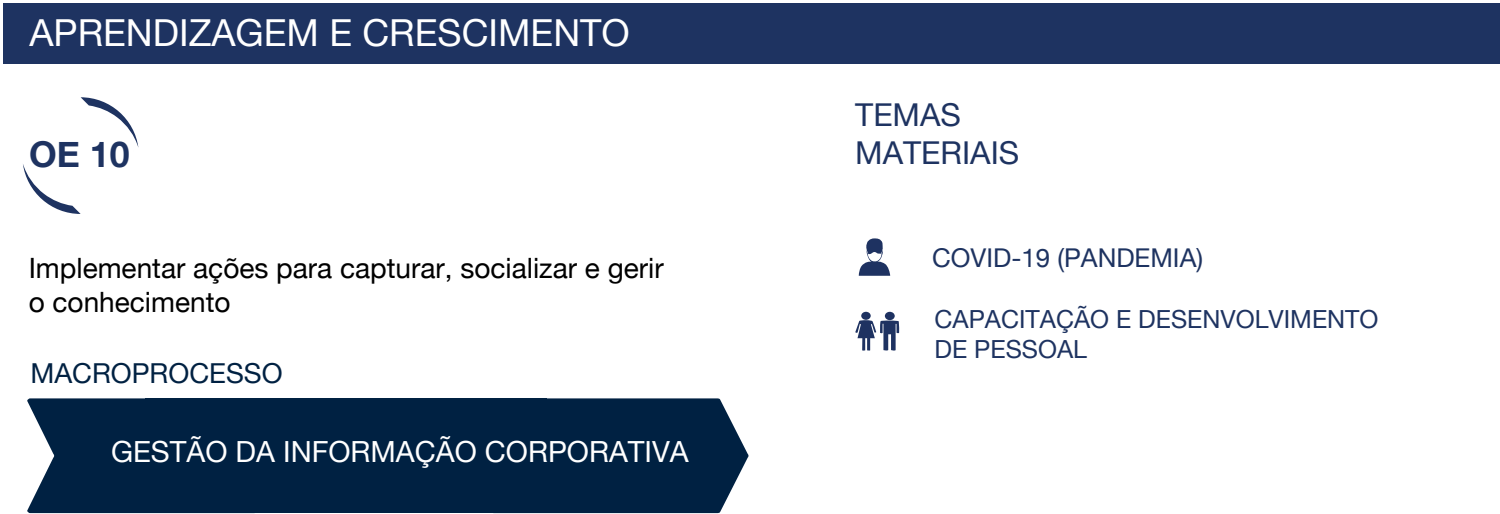 APRENDIZAGEM E CRESCIMENTO
OE 10
Implementar ações para capturar, socializar e gerir
o conhecimento
MACROPROCESSO
GESTÃO DA INFORMAÇÃO CORPORATIVA
TEMAS
MATERIAIS
COVID-19 (PANDEMIA)
CAPACITAÇÃO E DESENVOLVIMENTO
DE PESSOAL